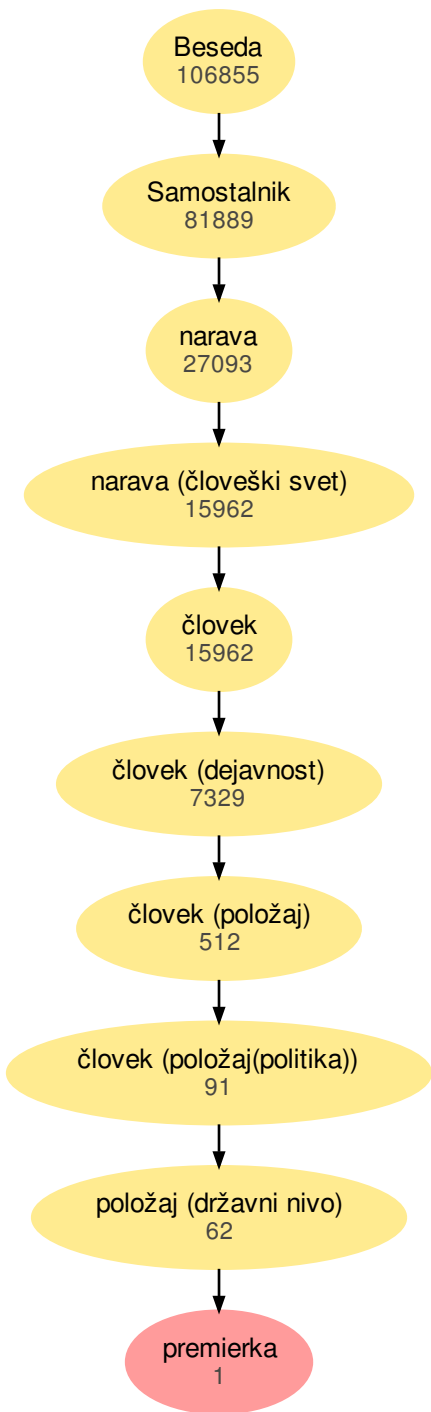 Beseda
106855
Samostalnik
81889
narava
27093
narava (človeški svet)
15962
človek
15962
človek (dejavnost)
7329
človek (položaj)
512
človek (položaj(politika))
91
položaj (državni nivo)
62
premierka
1